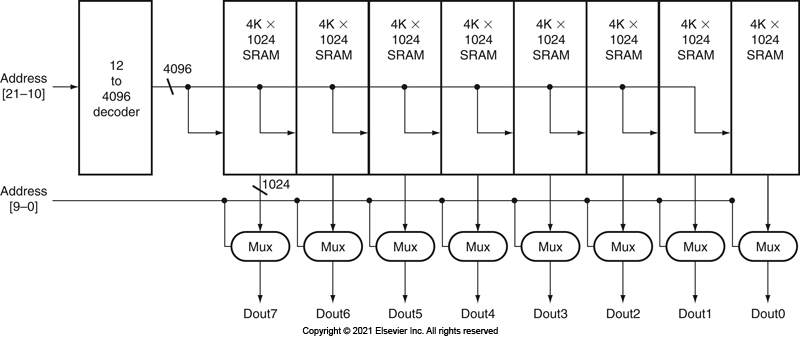 4K ×
1024
SRAM
4K ×
1024
SRAM
4K ×
1024
SRAM
4K ×
1024
SRAM
4K ×
1024
SRAM
4K ×
1024
SRAM
4K ×
1024
SRAM
4K ×
1024
SRAM
Address
[21–10]
12
to
4096
decoder
4096
Address
[9–0]
1024
Mux
Mux
Mux
Mux
Mux
Mux
Mux
Mux
Dout7
Dout6
Dout5
Dout4
Dout3
Dout2
Dout1
Dout0
Copyright © 2021 Elsevier Inc. All rights reserved